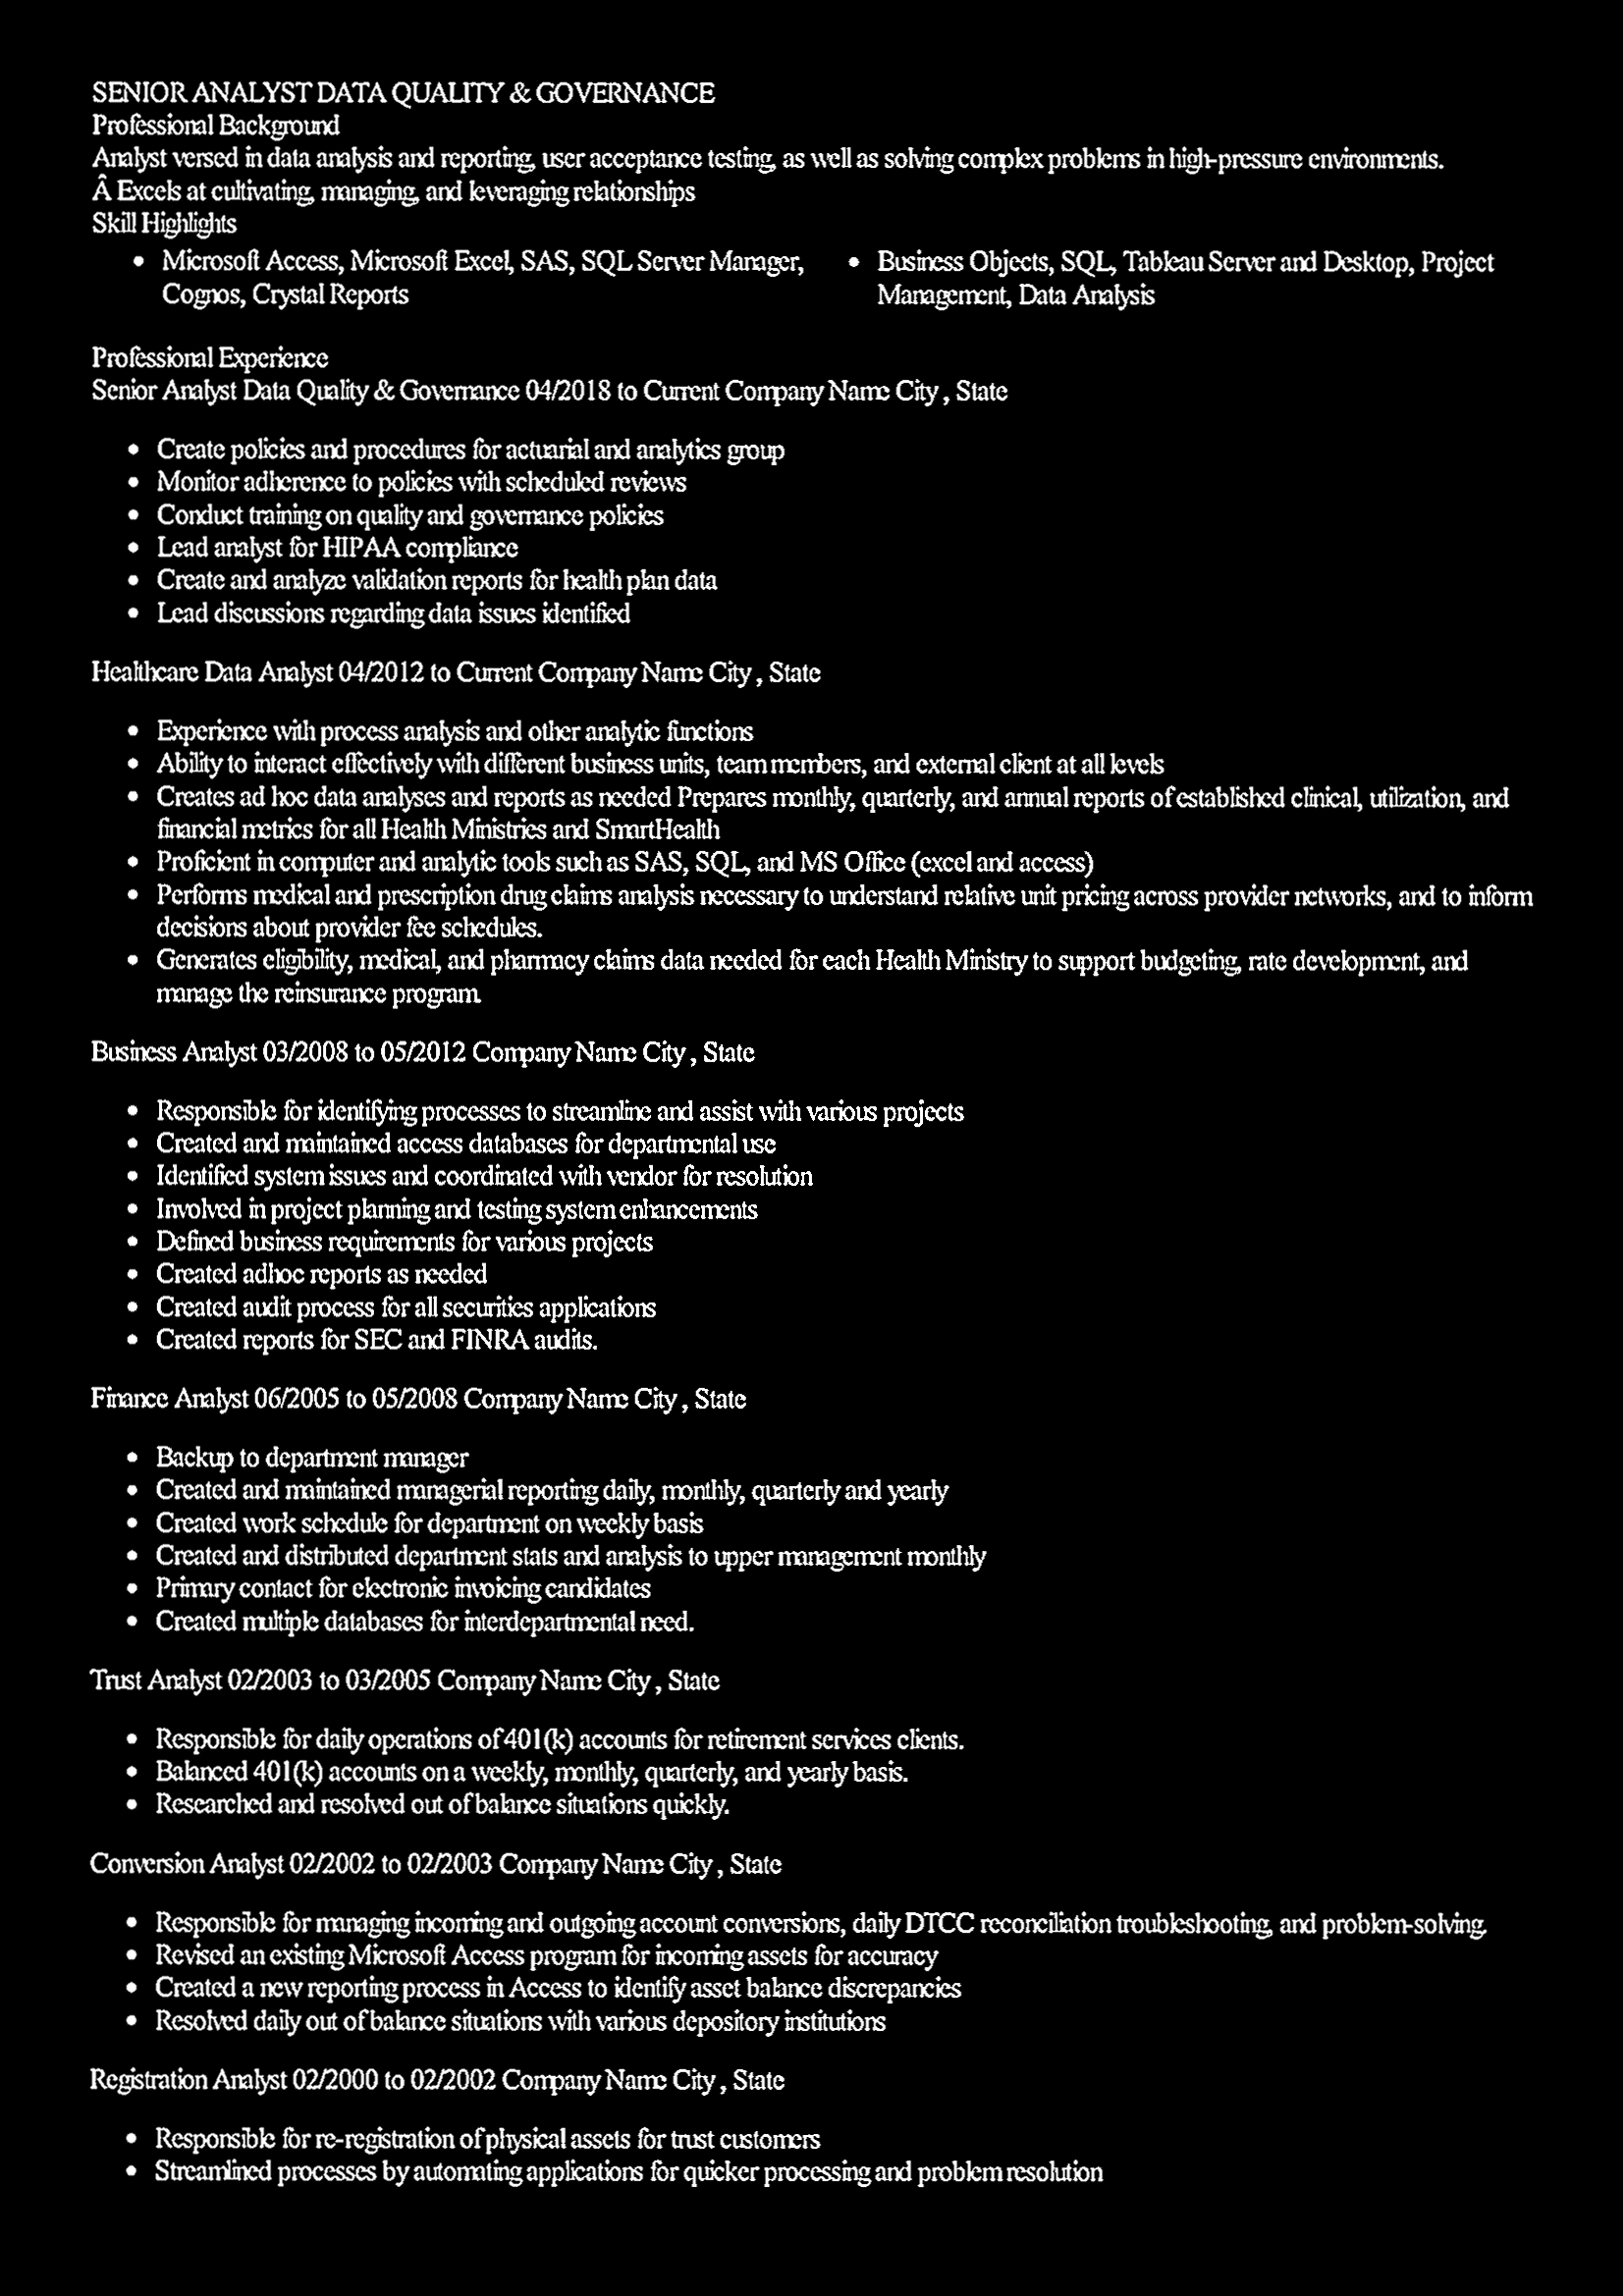 SENIOR ANALYST DATA QUALITY & GOVERNANCE
Professional Background
Analyst versed in data analysis and reporting, user acceptance testing, as well as solving complex problems in high-pressure environments.
Â Excels at cultivating, managing, and leveraging relationships
Skill Highlights
• Microsoft Access, Microsoft Excel, SAS, SQL Server Manager,
Cognos, Crystal Reports
• Business Objects, SQL, Tableau Server and Desktop, Project
Management, Data Analysis
Professional Experience
Senior Analyst Data Quality & Governance 04/2018 to Current Company Name City , State
• Create policies and procedures for actuarial and analytics group
• Monitor adherence to policies with scheduled reviews
• Conduct training on quality and governance policies
• Lead analyst for HIPAA compliance
• Create and analyze validation reports for health plan data
• Lead discussions regarding data issues identified
Healthcare Data Analyst 04/2012 to Current Company Name City , State
• Experience with process analysis and other analytic functions
• Ability to interact effectively with different business units, team members, and external client at all levels
• Creates ad hoc data analyses and reports as needed Prepares monthly, quarterly, and annual reports of established clinical, utilization, and
financial metrics for all Health Ministries and SmartHealth
• Proficient in computer and analytic tools such as SAS, SQL, and MS Office (excel and access)
• Performs medical and prescription drug claims analysis necessary to understand relative unit pricing across provider networks, and to inform
decisions about provider fee schedules.
• Generates eligibility, medical, and pharmacy claims data needed for each Health Ministry to support budgeting, rate development, and
manage the reinsurance program.
Business Analyst 03/2008 to 05/2012 Company Name City , State
• Responsible for identifying processes to streamline and assist with various projects
• Created and maintained access databases for departmental use
• Identified system issues and coordinated with vendor for resolution
• Involved in project planning and testing system enhancements
• Defined business requirements for various projects
• Created adhoc reports as needed
• Created audit process for all securities applications
• Created reports for SEC and FINRA audits.
Finance Analyst 06/2005 to 05/2008 Company Name City , State
• Backup to department manager
• Created and maintained managerial reporting daily, monthly, quarterly and yearly
• Created work schedule for department on weekly basis
• Created and distributed department stats and analysis to upper management monthly
• Primary contact for electronic invoicing candidates
• Created multiple databases for interdepartmental need.
Trust Analyst 02/2003 to 03/2005 Company Name City , State
• Responsible for daily operations of 401(k) accounts for retirement services clients.
• Balanced 401(k) accounts on a weekly, monthly, quarterly, and yearly basis.
• Researched and resolved out of balance situations quickly.
Conversion Analyst 02/2002 to 02/2003 Company Name City , State
• Responsible for managing incoming and outgoing account conversions, daily DTCC reconciliation troubleshooting, and problem-solving.
• Revised an existing Microsoft Access program for incoming assets for accuracy
• Created a new reporting process in Access to identify asset balance discrepancies
• Resolved daily out of balance situations with various depository institutions
Registration Analyst 02/2000 to 02/2002 Company Name City , State
• Responsible for re-registration of physical assets for trust customers
• Streamlined processes by automating applications for quicker processing and problem resolution